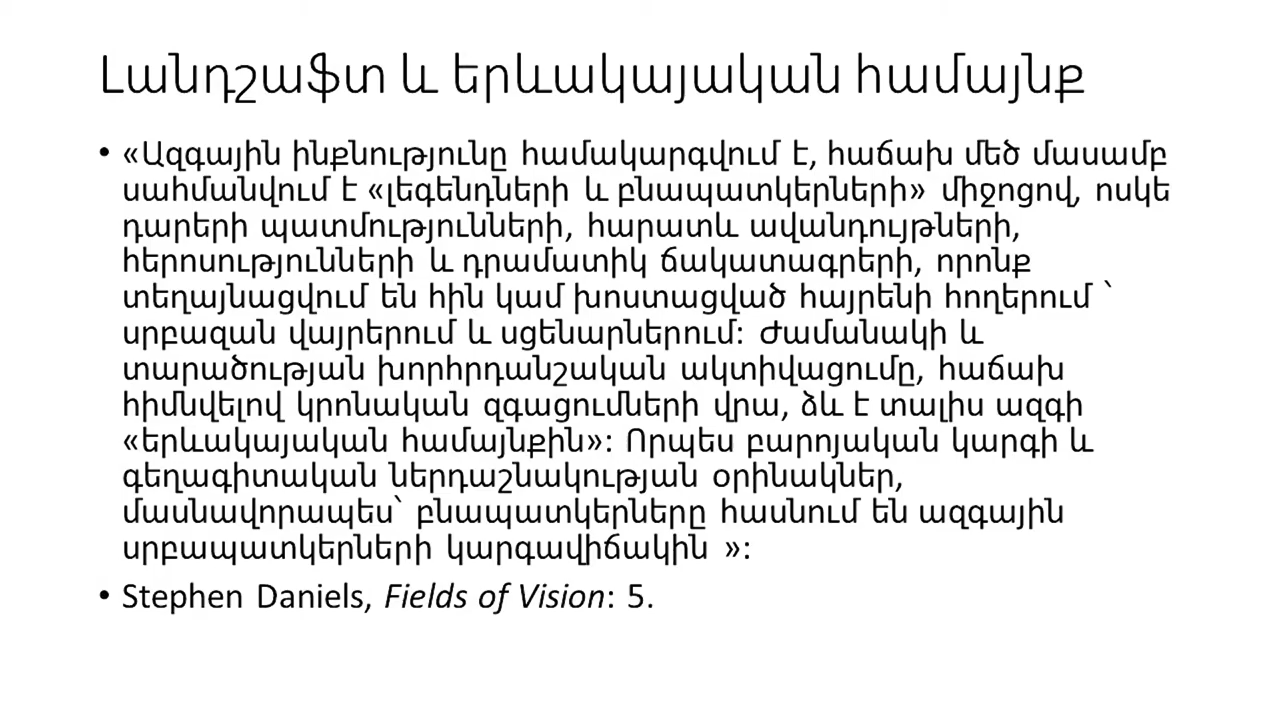 Լանդշաֆտ և երևակայական համայնք
• «Ազգային ինքնությունը համակարգվում է, հաճախ մեծ մասամբ
սահմանվում է «լեգենդների և բնապատկերների» միջոցով, ոսկե
դարերի պատմությունների, հարատև ավանդույթների,
հերոսությունների և դրամատիկ ճակատագրերի, որոնք
տեղայնացվում են հին կամ խոստացված հայրենի հողերում `
սրբազան վայրերում և սցենարներում: Ժամանակի և
տարածության խորհրդանշական ակտիվացումը, հաճախ
հիմնվելով կրոնական զգացումների վրա, ձև է տալիս ազգի
«երևակայական համայնքին»: Որպես բարոյական կարգի և
գեղագիտական ներդաշնակության օրինակներ,
մասնավորապես` բնապատկերները հասնում են ազգային
սրբապատկերների կարգավիճակին »:
• Stephen Daniels, Fields of Vision: 5.